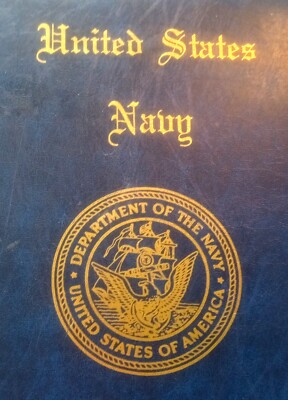 United States
Navy
DEPARTMENT OF THE NAVY
UNITED STATES OF AMERICA